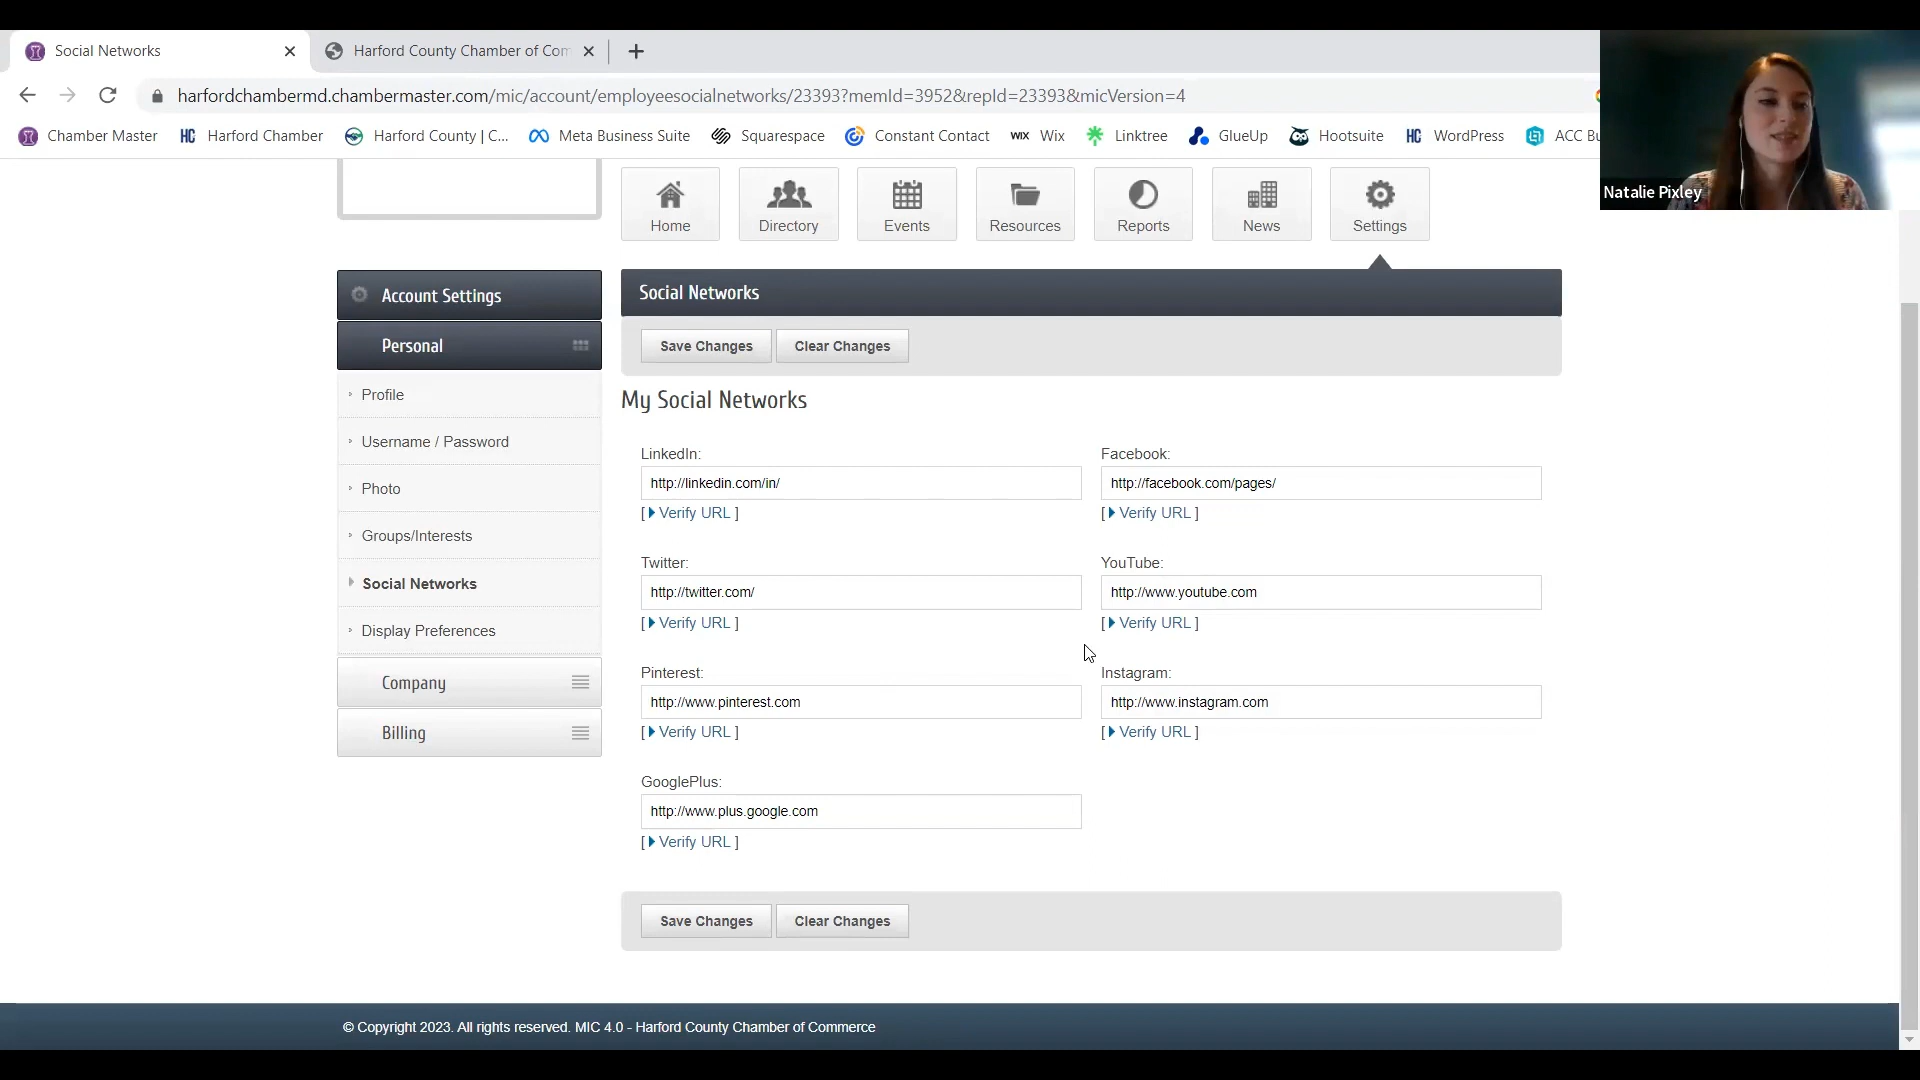 Social Networks
Harford County Chamber of Com
harfordchambermd.chambermaster.com/mic/account/employeesocialnetworks/23393?memId=3952&repId=23393&micVersion=4
Chamber Master
HC Harford Chamber
Harford County | C...
Meta Business Suite
Squarespace
Constant Contact
WIX Wix
Linktree
GlueUp
Hootsuite
HC WordPress
ACC Bu
Natalie Pixley
Home
Directory
Events
Resources
Reports
News
Settings
Account Settings
Personal
Profile
Username / Password
Photo
Groups/Interests
Social Networks
Display Preferences
Company
Billing
Social Networks
Save Changes
Clear Changes
My Social Networks
LinkedIn:
http://linkedin.com/in/
[ Verify URL ]
Facebook:
http://facebook.com/pages/
[ Verify URL ]
Twitter:
http://twitter.com/
[ Verify URL ]
YouTube:
http://www.youtube.com
[ Verify URL ]
Pinterest:
http://www.pinterest.com
[ Verify URL ]
Instagram:
http://www.instagram.com
[ Verify URL ]
GooglePlus:
http://www.plus.google.com
[ Verify URL ]
Save Changes
Clear Changes
© Copyright 2023. All rights reserved. MIC 4.0 - Harford County Chamber of Commerce